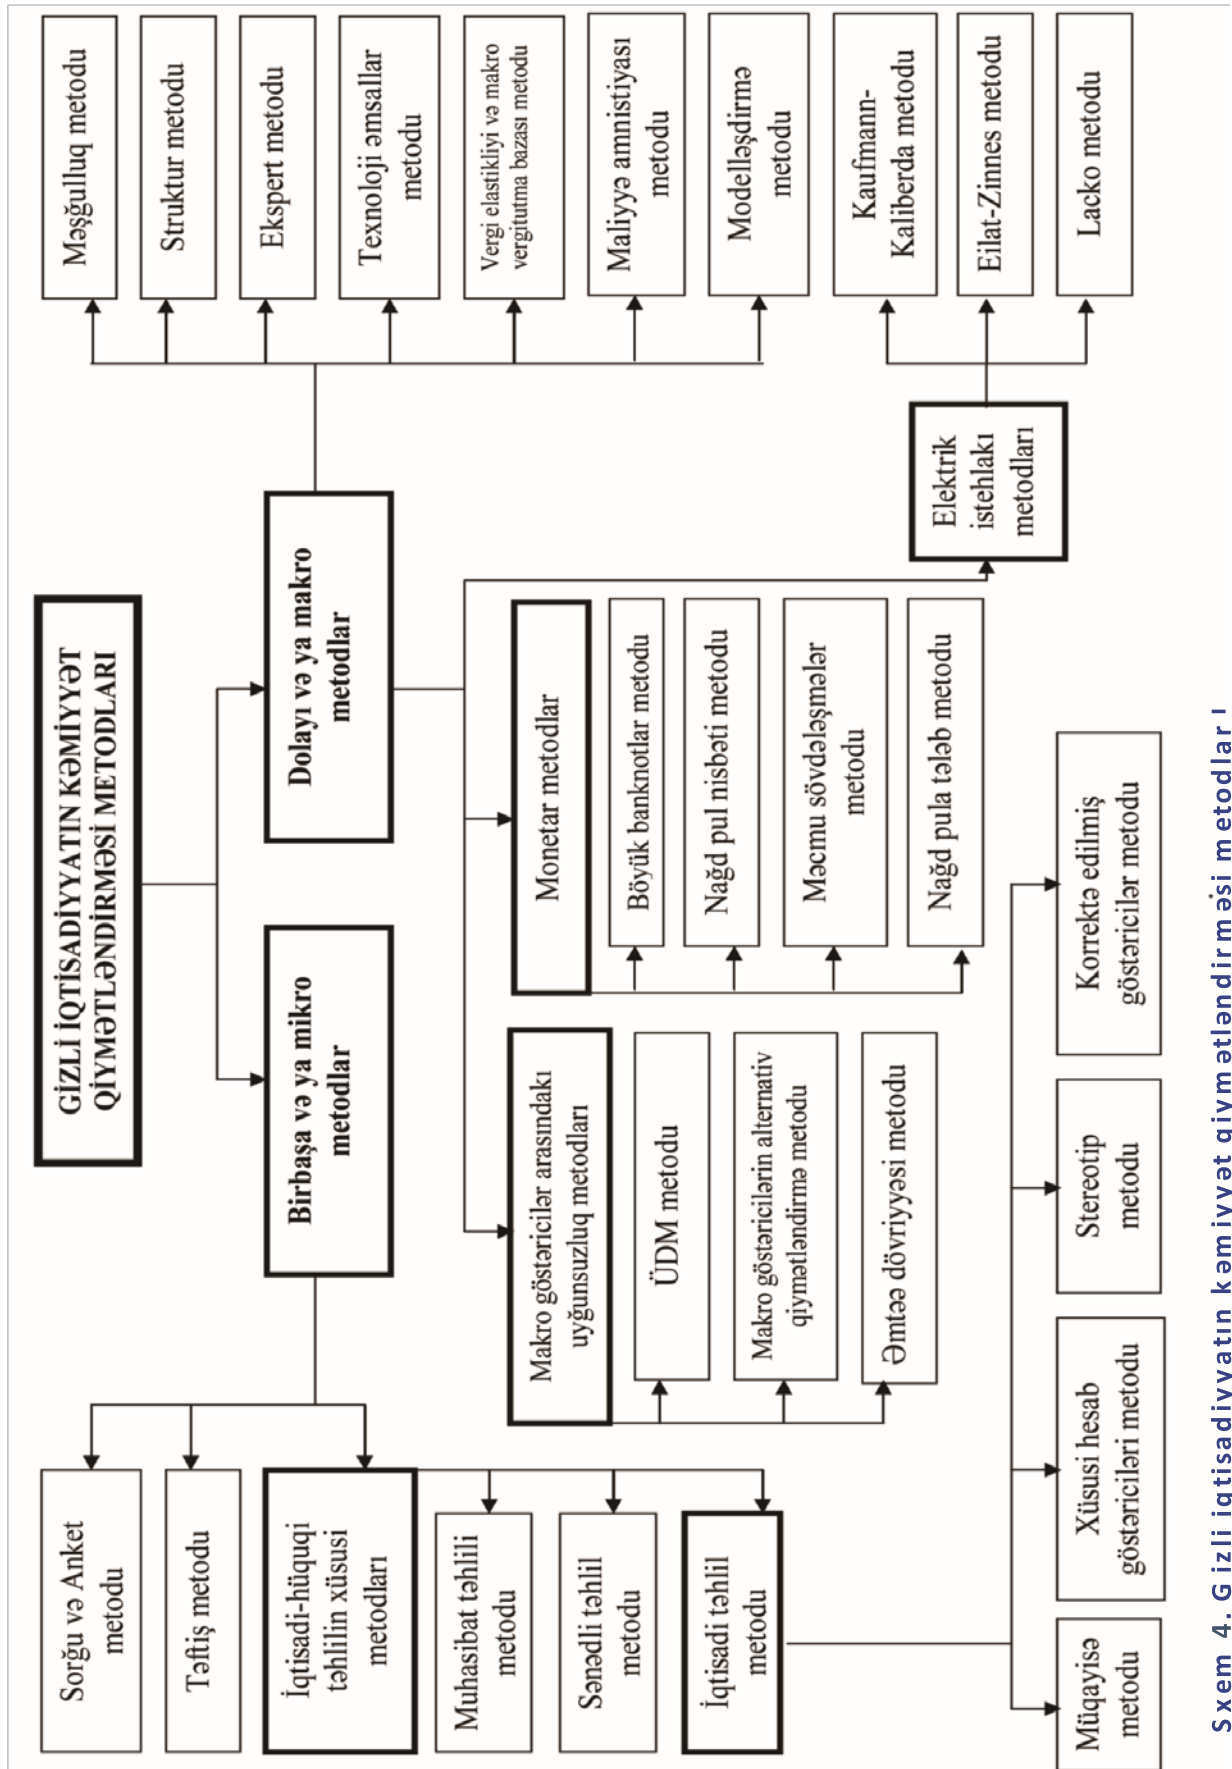 GİZLİ İQTİSADİYYATIN KƏMİYYƏT
QİYMƏTLƏNDİRMƏSİ METODLARI
Birbaşa və ya mikro
metodlar
Dolayı və ya makro
metodlar
Sorğu və Anket
metodu
Təftiş metodu
İqtisadi-hüquqi
təhlilin xüsusi
metodları
Muhasibat təhlili
metodu
Sənədli təhlil
metodu
İqtisadi təhlil
metodu
Makro göstəricilər arasındakı
uyğunsuzluq metodları
ÜDM metodu
Makro göstəricilərin alternativ
qiymətləndirmə metodu
Əmtəə dövriyyəsi metodu
Monetar metodlar
Böyük banknotlar metodu
Nağd pul nisbəti metodu
Məcmu sövdələşmələr
metodu
Nağd pula tələb metodu
Məşğulluq metodu
Struktur metodu
Ekspert metodu
Texnoloji əmsallar
metodu
Vergi elastikliyi və makro
vergitutma bazası metodu
Maliyyə amnistiyası
metodu
Modelləşdirmə
metodu
Elektrik
istehlakı
metodları
Kaufmann-
Kaliberda metodu
Eilat-Zinnes metodu
Lacko metodu
Müqayisə
metodu
Xüsusi hesab
göstəriciləri metodu
Stereotip
metodu
Korrektə edilmiş
göstəricilər metodu
Sxem 4. Gizli iqtisadiyyatın kəmiyyət qiymətləndirməsi metodları